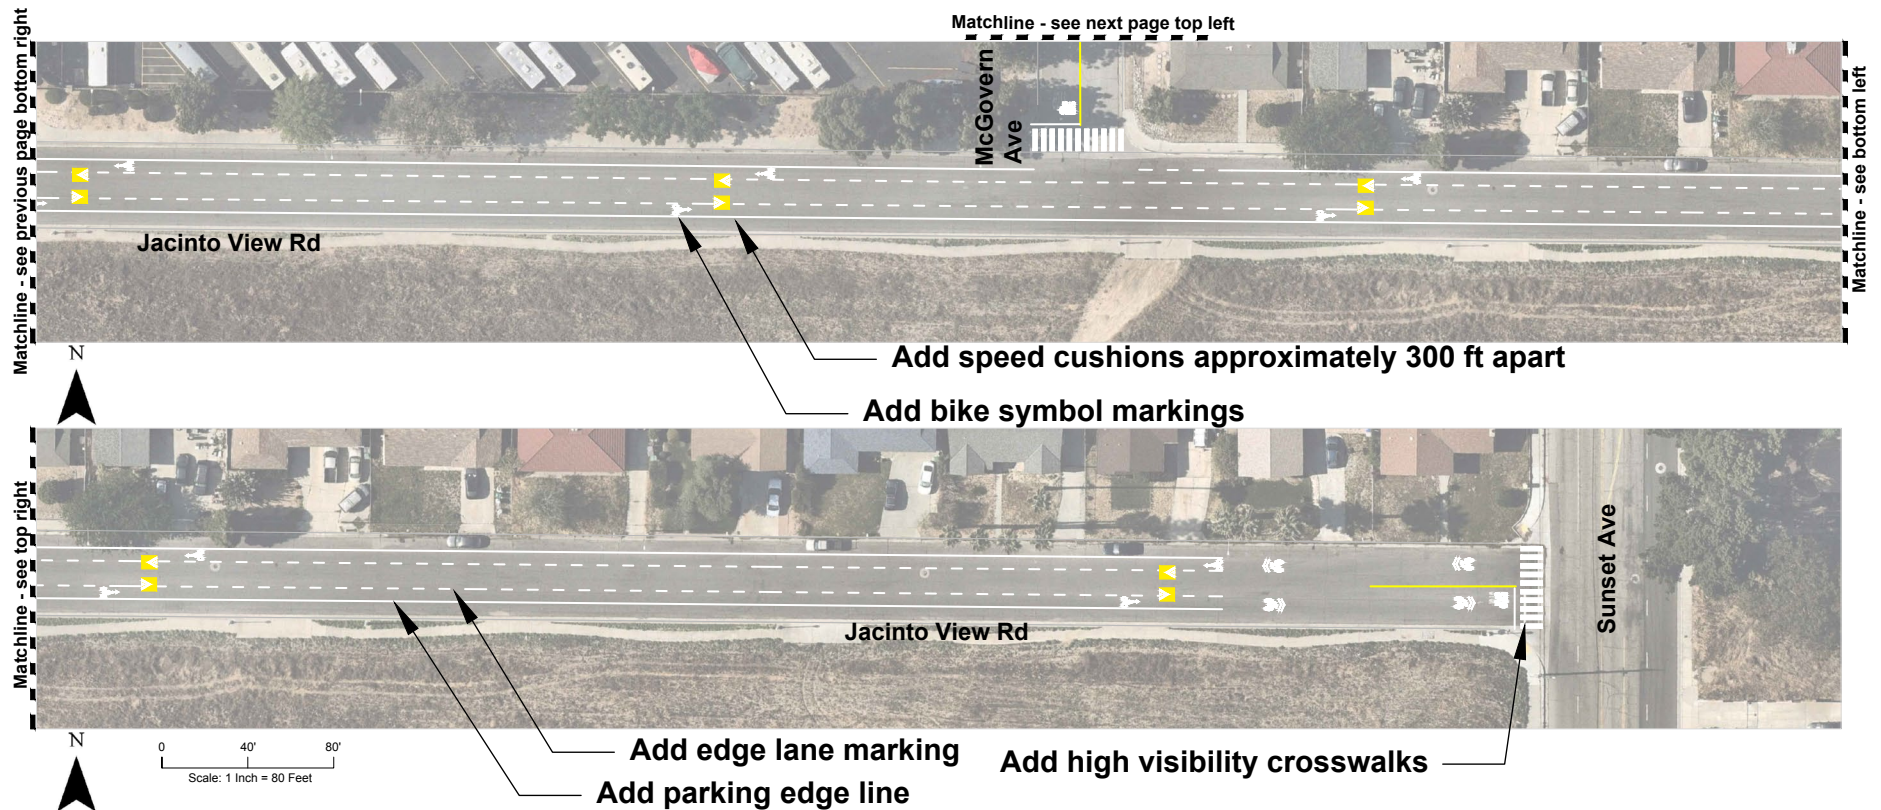 Matchline - see next page top left
Matchline - see previous page bottom right
McGovern
Ave
Matchline - see bottom left
Jacinto View Rd
N
Add speed cushions approximately 300 ft apart
Add bike symbol markings
Matchline - see top right
Sunset Ave
Jacinto View Rd
N
0 40' 80'
Scale: 1 Inch = 80 Feet
Add edge lane marking
Add high visibility crosswalks
Add parking edge line